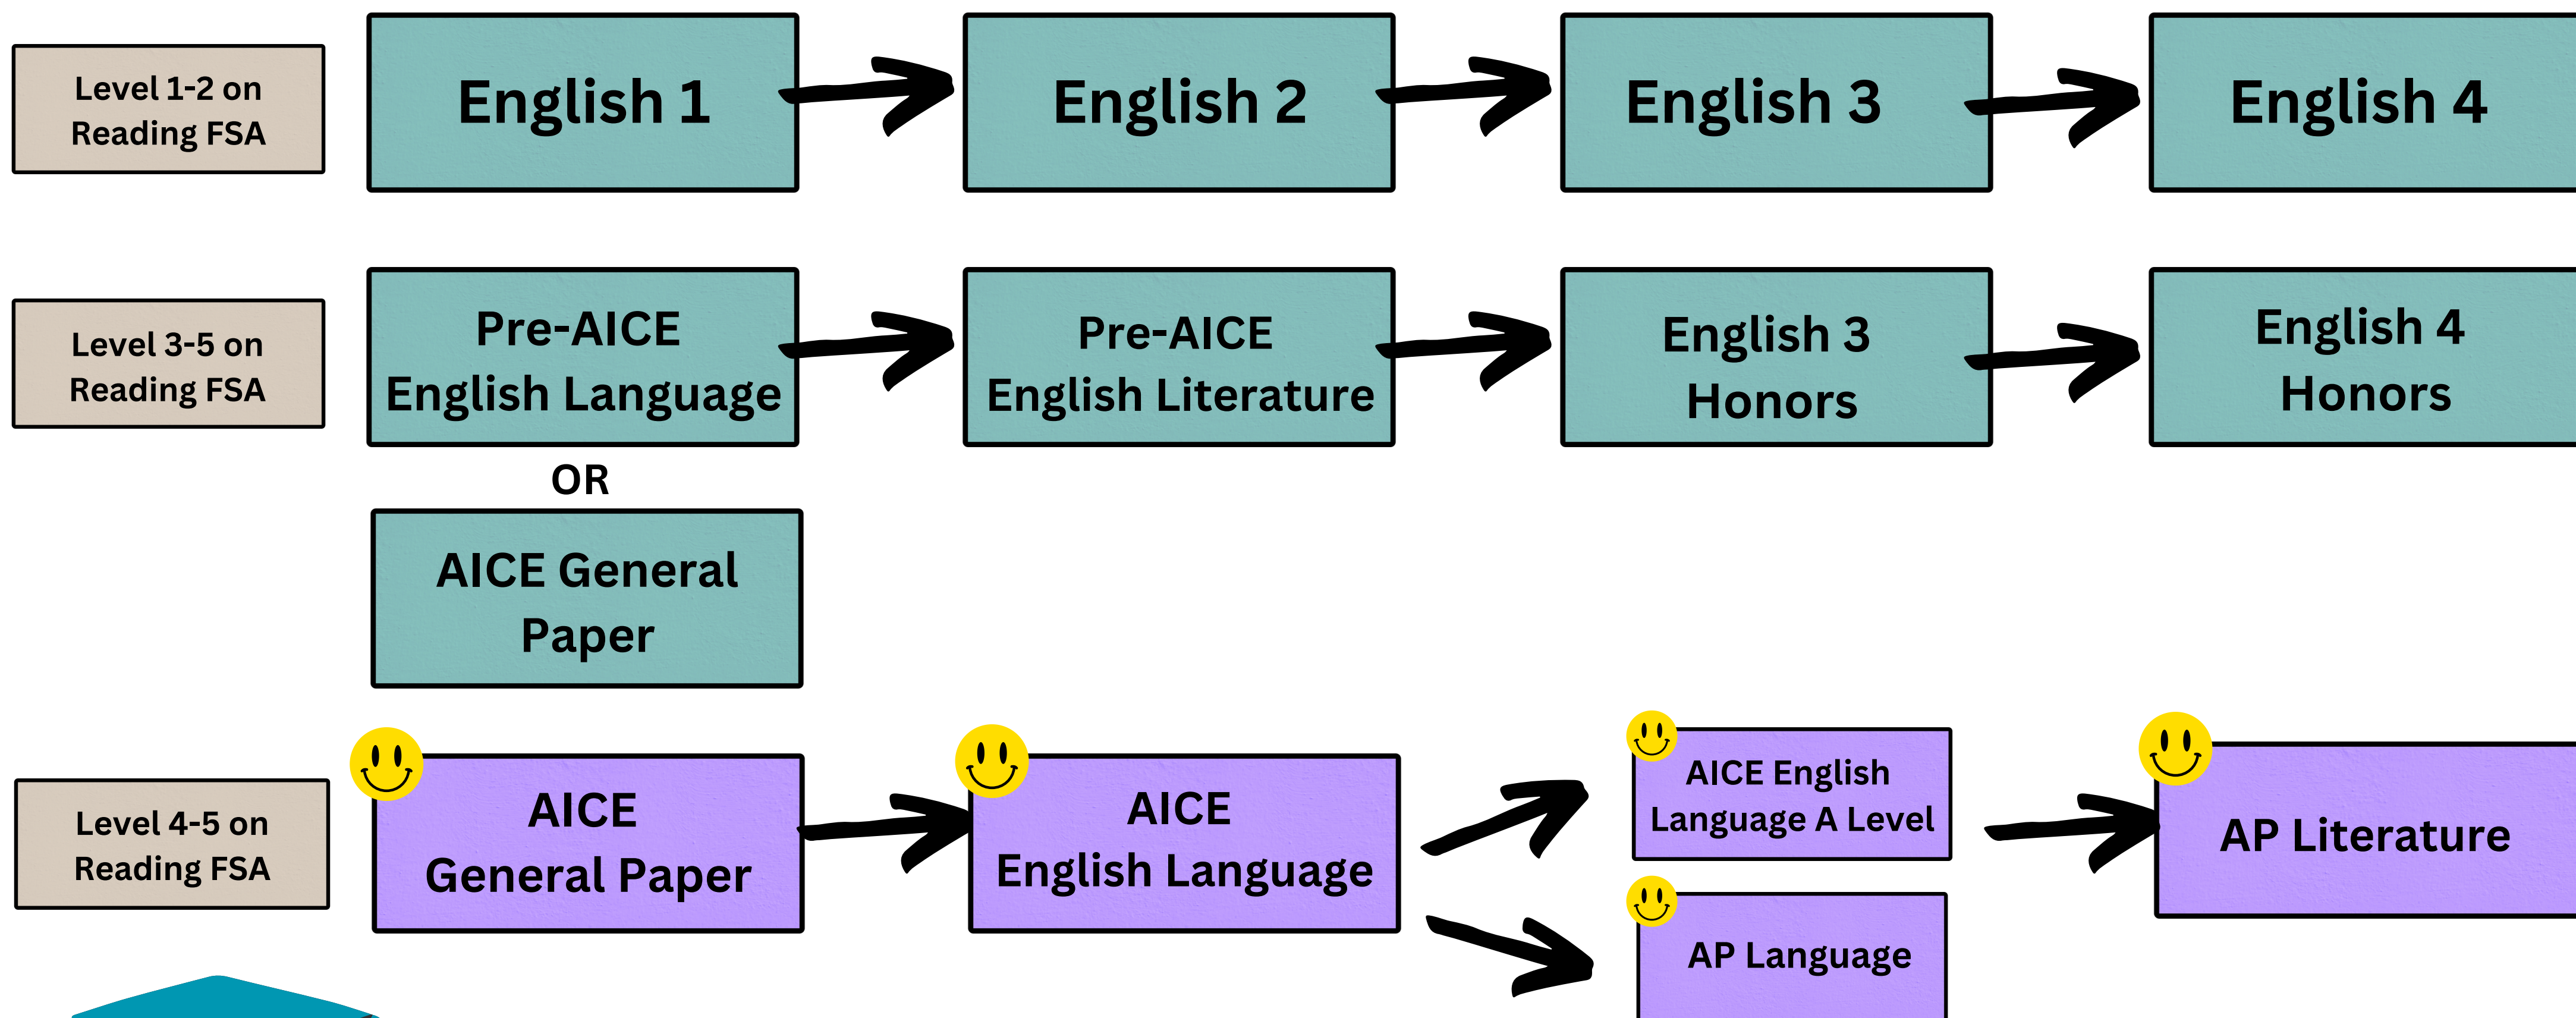 Level 1-2 on
Reading FSA
English 1
English 2
English 3
English 4
Level 3-5 on
Reading FSA
Pre-AICE
English Language
Pre-AICE
English Literature
English 3
Honors
English 4
Honors
OR
AICE General
Paper
Level 4-5 on
Reading FSA
AICE
General Paper
AICE
English Language
AICE English
Language A Level
AP Language
AP Literature